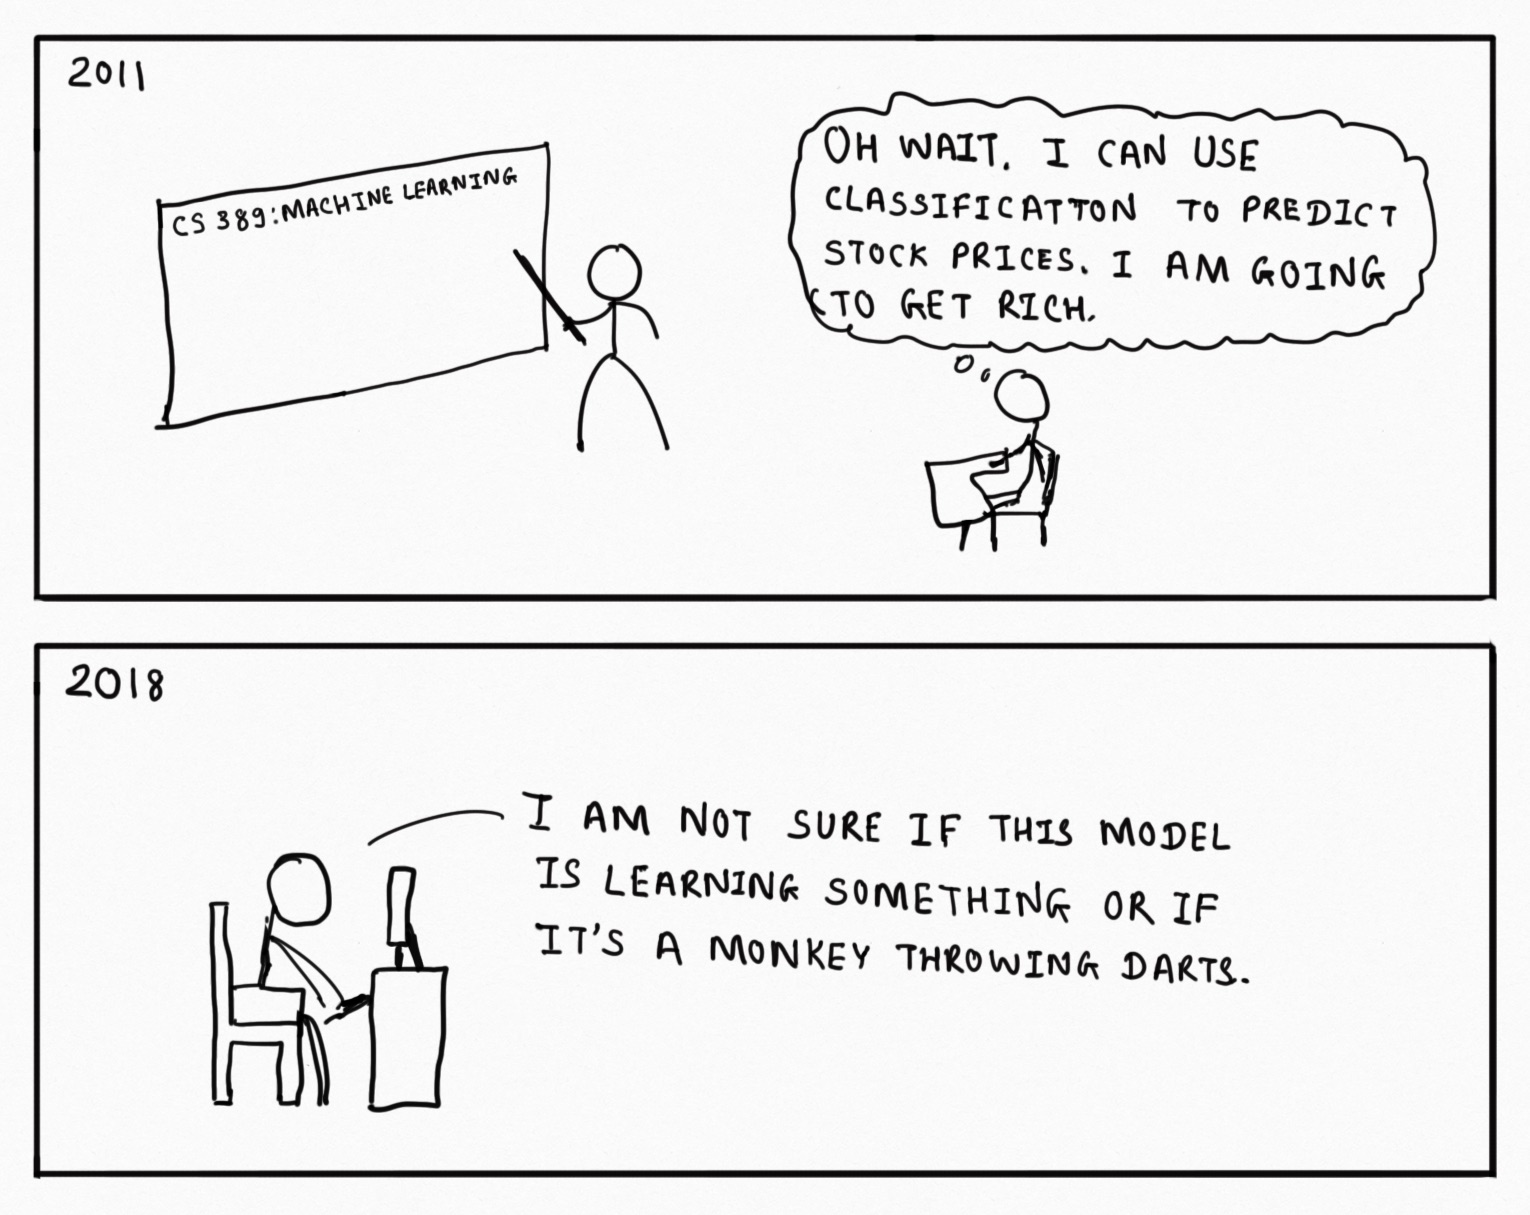 2011
CS 389: MACHINE LEARNING
OH WAIT. I CAN USE
CLASSIFICATTON TO PREDICT
STOCK PRICES. I AM GOING
TO GET RICH.
2018
I AM NOT SURE IF THIS MODEL
IS LEARNING SOMETHING OR IF
IT'S A MONKEY THROWING DARTS.